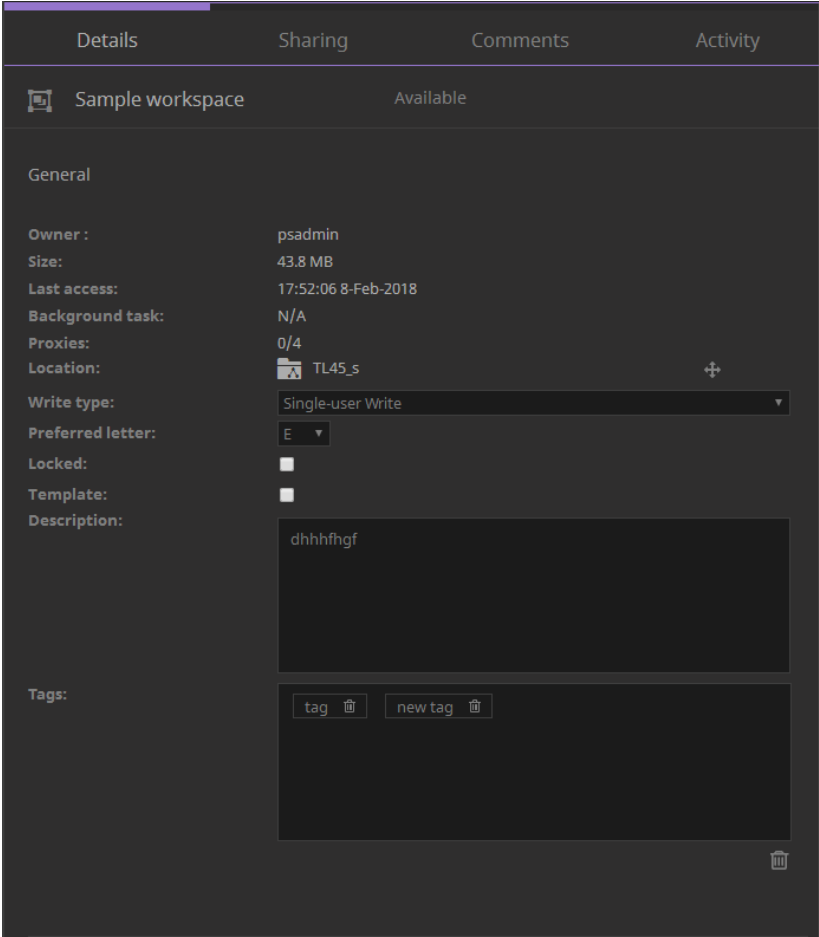 Details Sharing Comments Activity
Sample workspace Available
General
Owner : psadmin
Size: 43.8 MB
Last access: 17:52:06 8-Feb-2018
Background task: N/A
Proxies: 0/4
Location: TL45_s
Write type: Single-user Write
Preferred letter: E
Locked:
Template:
Description: dhhhfhgf
Tags: tag new tag